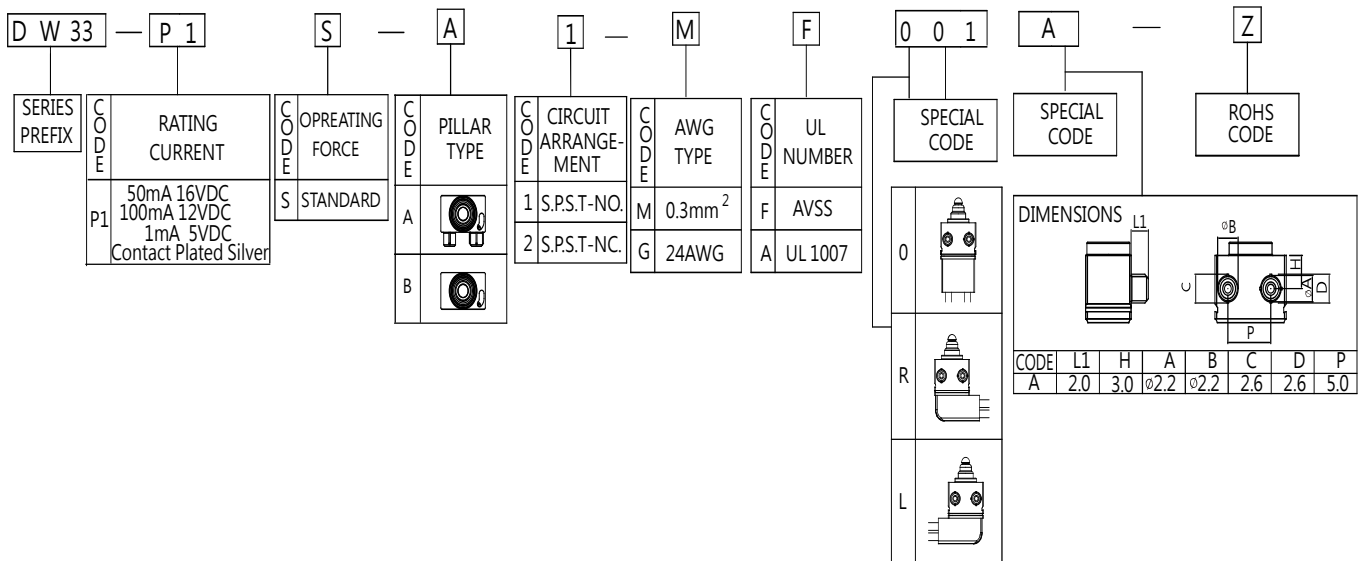 D W 33 — P 1 S — A 1 — M F 0 0 1 A — Z
SERIES
PREFIX
CODE
RATING
CURRENT
P1
50mA 16VDC
100mA 12VDC
1mA 5VDC
Contact Plated Silver
CODE
OPREATING
FORCE
S STANDARD
CODE
PILLAR
TYPE
A
B
CODE
CIRCUIT
ARRANGE-
MENT
1 S.P.S.T-NO.
2 S.P.S.T-NC.
CODE
AWG
TYPE
M 0.3mm²
G 24AWG
CODE
UL
NUMBER
F AVSS
A UL 1007
SPECIAL
CODE
0
R
L
SPECIAL
CODE
ROHS
CODE
DIMENSIONS
L1
øB
H
C
øA
D
P
CODE L1 H A B C D P
A 2.0 3.0 ø2.2 ø2.2 2.6 2.6 5.0